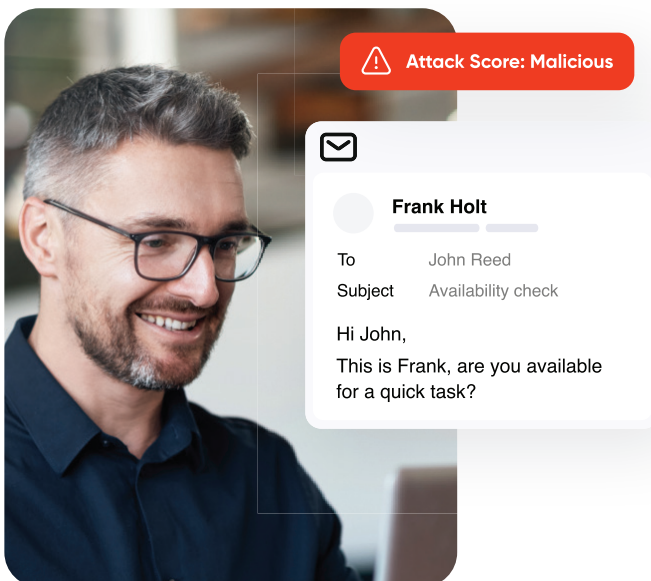 Attack Score: Malicious
Frank Holt
To John Reed
Subject Availability check
Hi John,
This is Frank, are you available
for a quick task?